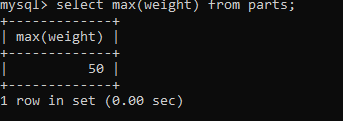 mysql> select max(weight) from parts;
+-------------+
| max(weight) |
+-------------+
|          50 |
+-------------+
1 row in set (0.00 sec)